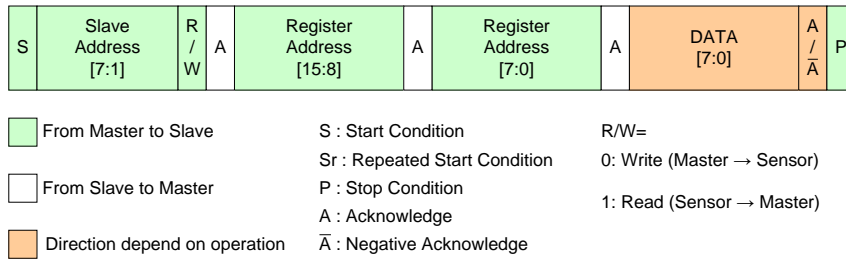 S
Slave
Address
[7:1]
R
/
W
A
Register
Address
[15:8]
A
Register
Address
[7:0]
A
DATA
[7:0]
A
/
A̅
P
From Master to Slave
From Slave to Master
Direction depend on operation
S : Start Condition
Sr : Repeated Start Condition
P : Stop Condition
A : Acknowledge
A̅ : Negative Acknowledge
R/W=
0: Write (Master → Sensor)
1: Read (Sensor → Master)